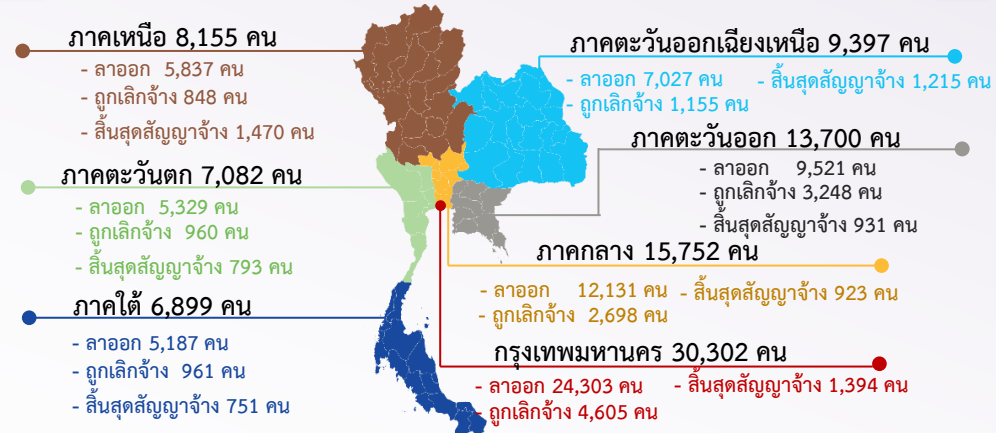 ภาคเหนือ 8,155 คน
- ลาออก 5,837 คน
- ถูกเลิกจ้าง 848 คน
- สิ้นสุดสัญญาจ้าง 1,470 คน
ภาคตะวันออกเฉียงเหนือ 9,397 คน
- ลาออก 7,027 คน - สิ้นสุดสัญญาจ้าง 1,215 คน
- ถูกเลิกจ้าง 1,155 คน
ภาคตะวันออก 13,700 คน
- ลาออก 9,521 คน
- ถูกเลิกจ้าง 3,248 คน
- สิ้นสุดสัญญาจ้าง 931 คน
ภาคตะวันตก 7,082 คน
- ลาออก 5,329 คน
- ถูกเลิกจ้าง 960 คน
- สิ้นสุดสัญญาจ้าง 793 คน
ภาคกลาง 15,752 คน
- ลาออก 12,131 คน - สิ้นสุดสัญญาจ้าง 923 คน
- ถูกเลิกจ้าง 2,698 คน
ภาคใต้ 6,899 คน
- ลาออก 5,187 คน
- ถูกเลิกจ้าง 961 คน
- สิ้นสุดสัญญาจ้าง 751 คน
กรุงเทพมหานคร 30,302 คน
- ลาออก 24,303 คน - สิ้นสุดสัญญาจ้าง 1,394 คน
- ถูกเลิกจ้าง 4,605 คน